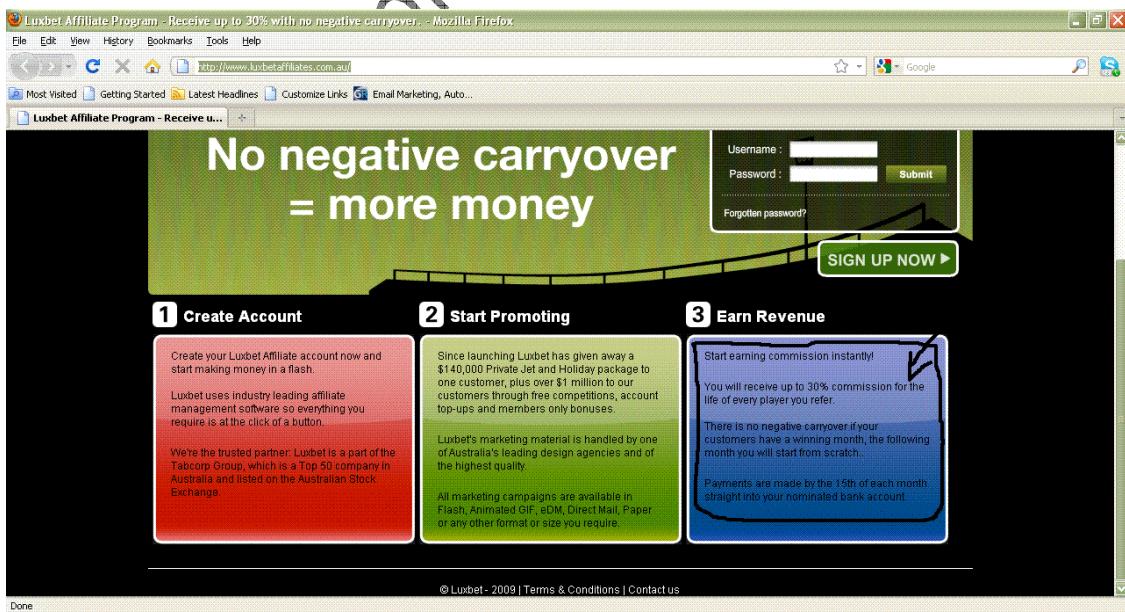 Luxbet Affiliate Program - Receive up to 30% with no negative carryover. - Mozilla Firefox
File Edit View History Bookmarks Tools Help
http://www.luxbetaffiliates.com.au/
Google
Most Visited Getting Started Latest Headlines Customize Links Email Marketing, Auto...
Luxbet Affiliate Program - Receive u...
No negative carryover
= more money
Username :
Password :
Submit
Forgotten password?
SIGN UP NOW
1 Create Account
Create your Luxbet Affiliate account now and
start making money in a flash.
Luxbet uses industry leading affiliate
management software so everything you
require is at the click of a button.
We're the trusted partner: Luxbet is a part of the
Tabcorp Group, which is a Top 50 company in
Australia and listed on the Australian Stock
Exchange.
2 Start Promoting
Since launching Luxbet has given away a
$140,000 Private Jet and Holiday package to
one customer, plus over $1 million to our
customers through free competitions, account
top-ups and members only bonuses.
Luxbet's marketing material is handled by one
of Australia's leading design agencies and of
the highest quality.
All marketing campaigns are available in
Flash, Animated GIF, eDM, Direct Mail, Paper
or any other format or size you require.
3 Earn Revenue
Start earning commission instantly!
You will receive up to 30% commission for the
life of every player you refer.
There is no negative carryover if your
customers have a winning month, the following
month you will start from scratch..
Payments are made by the 15th of each month
straight into your nominated bank account.
© Luxbet - 2009 | Terms & Conditions | Contact us
Done